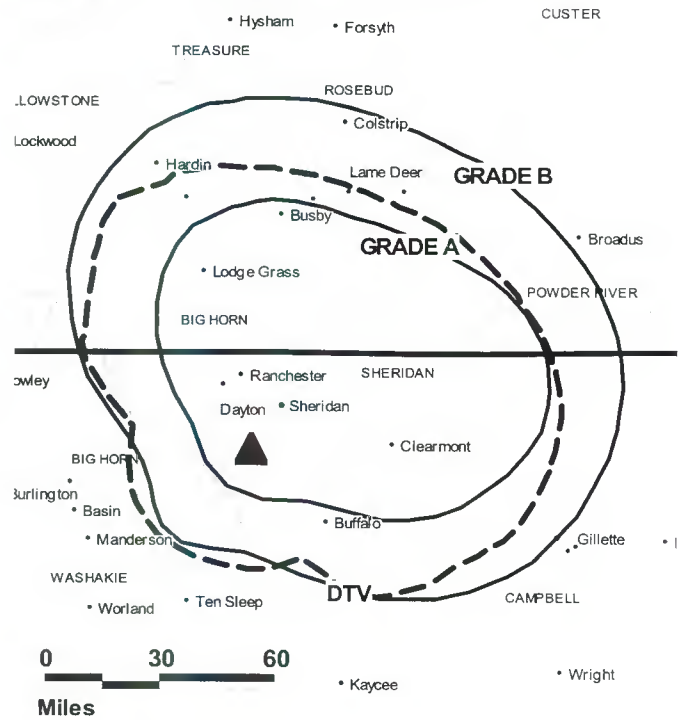 CUSTER
Hysham
Forsyth
TREASURE
ROSEBUD
LLOWSTONE
Colstrip
Lockwood
Hardin
Lame Deer
GRADE B
Busby
Broadus
GRADE A
Lodge Grass
POWDER RIVER
BIG HORN
Ranchester
SHERIDAN
owley
Dayton
Sheridan
Clearmont
BIG HORN
Burlington
Basin
Buffalo
Manderson
Gillette
WASHAKIE
DTV
CAMPBELL
Worland
Ten Sleep
0 30 60
Kaycee
Wright
Miles